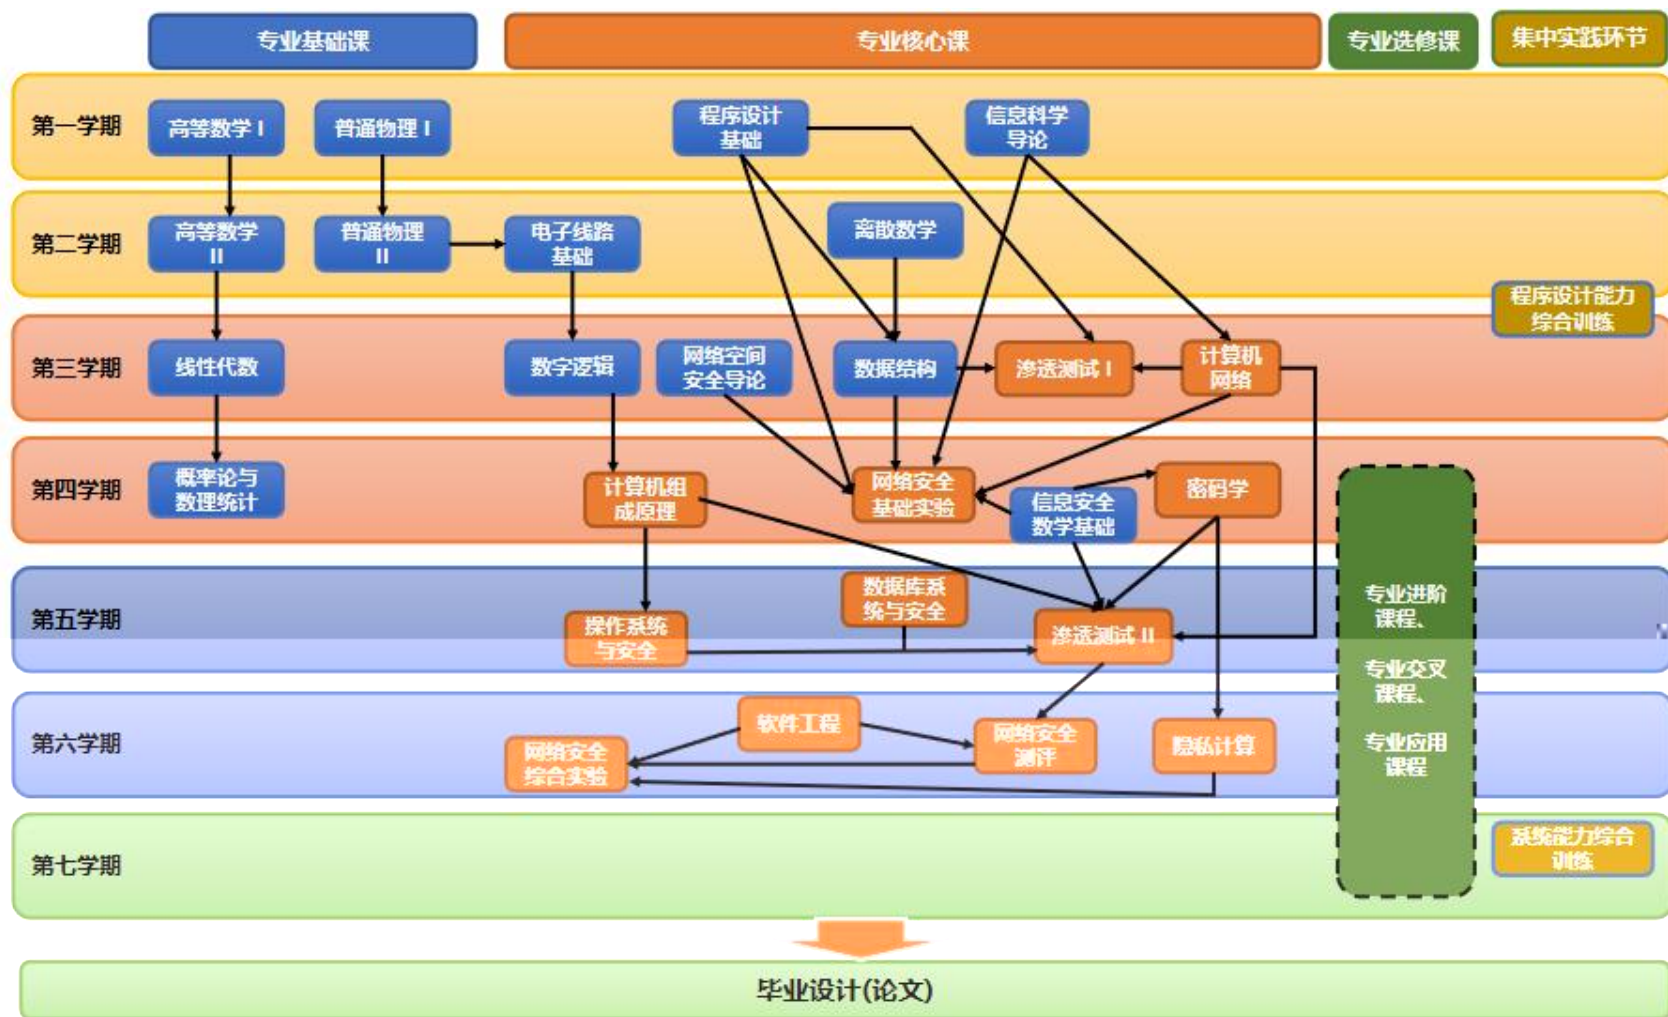 专业基础课
专业核心课
专业选修课
集中实践环节
第一学期
高等数学 I
普通物理 I
程序设计
基础
信息科学
导论
第二学期
高等数学
II
普通物理
II
电子线路
基础
离散数学
程序设计能力
综合训练
第三学期
线性代数
数字逻辑
网络空间
安全导论
数据结构
渗透测试 I
计算机
网络
第四学期
概率论与
数理统计
计算机组
成原理
网络安全
基础实验
信息安全
数学基础
密码学
第五学期
操作系统
与安全
数据库系
统与安全
渗透测试 II
专业进阶
课程、
专业交叉
课程、
专业应用
课程
第六学期
网络安全
综合实验
软件工程
网络安全
测评
隐私计算
第七学期
系统能力综合
训练
毕业设计(论文)